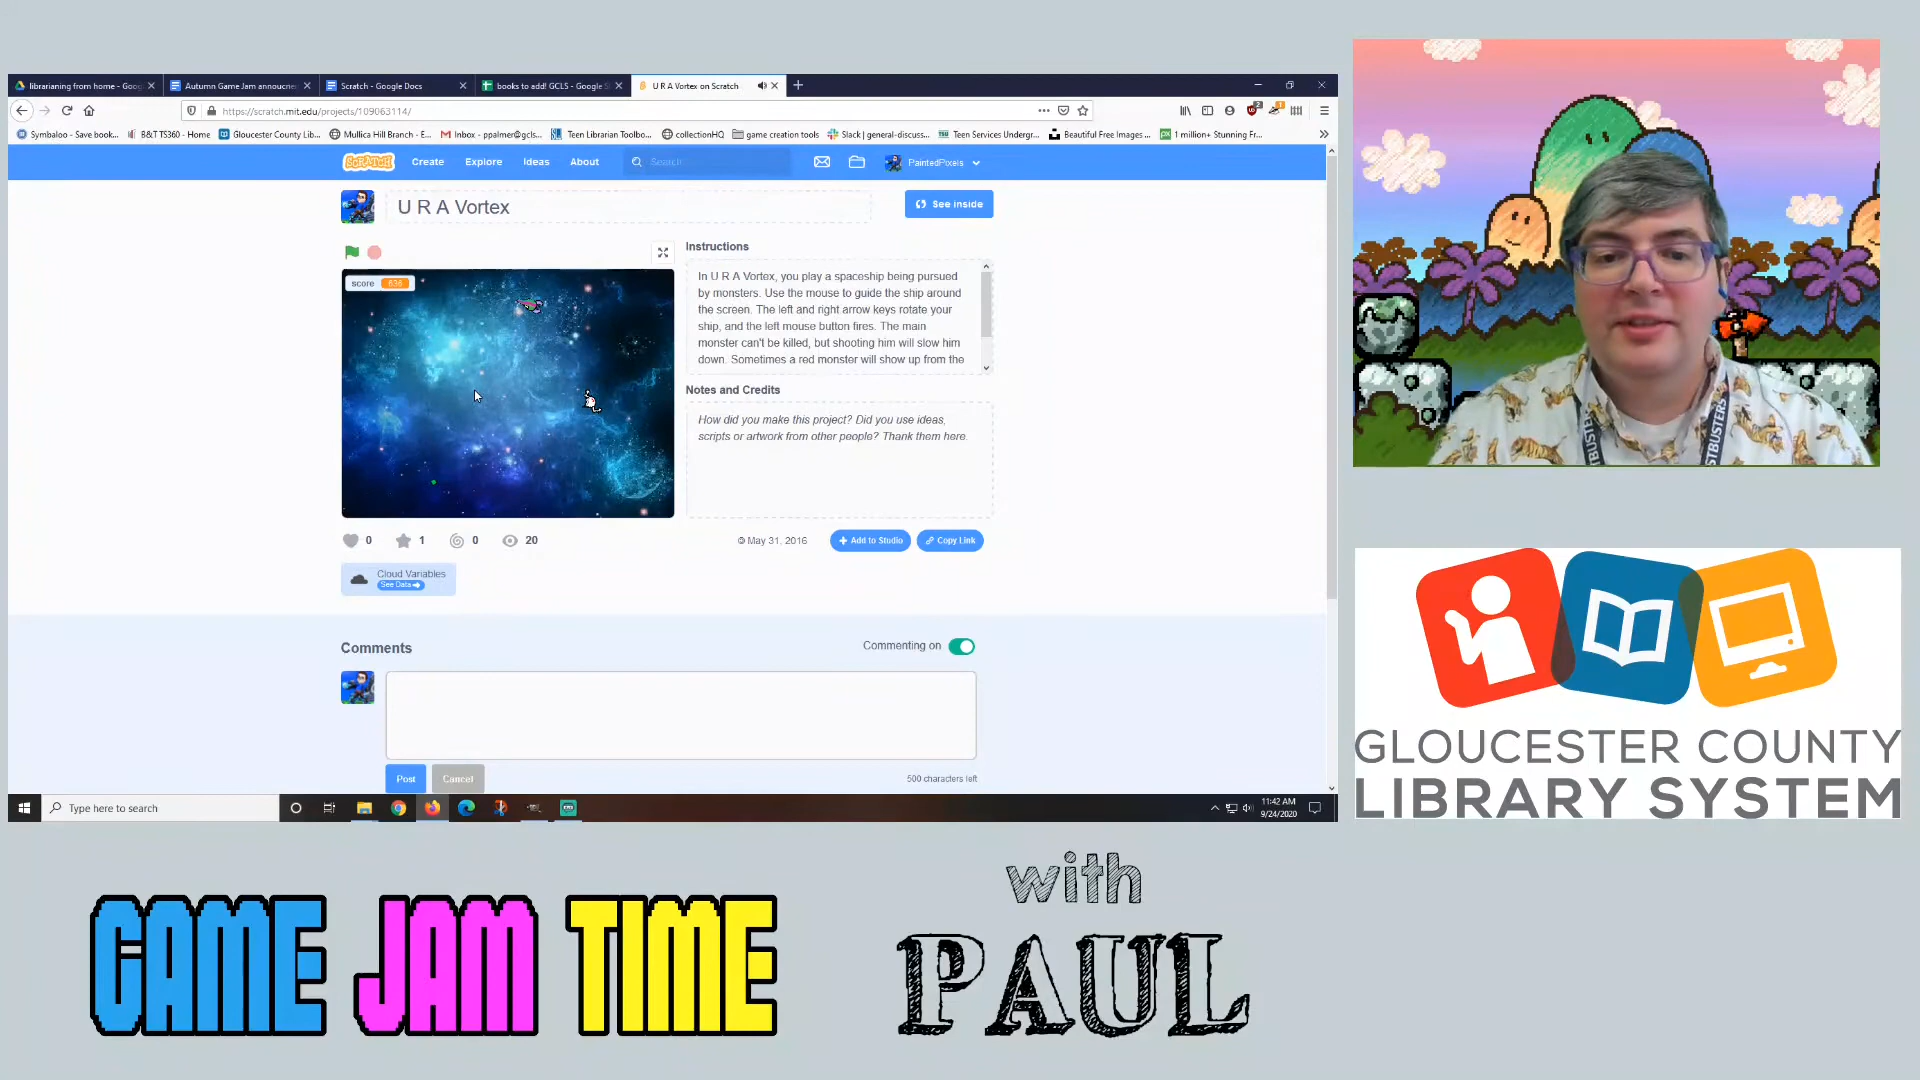 librarianing from home - Goog
Autumn Game Jam annoucne
Scratch - Google Docs
books to add! GCLS - Google S
U R A Vortex on Scratch
https://scratch.mit.edu/projects/109063114/
Symbaloo - Save book...
B&T TS360 - Home
Gloucester County Lib...
Mullica Hill Branch - E...
Inbox - ppalmer@gcls...
Teen Librarian Toolbo...
collectionHQ
game creation tools
Slack | general-discuss...
Teen Services Undergr...
Beautiful Free Images ...
1 million+ Stunning Fr...
SCRATCH
Create
Explore
Ideas
About
Search
PaintedPixels
U R A Vortex
See inside
score 636
Instructions
In U R A Vortex, you play a spaceship being pursued
by monsters. Use the mouse to guide the ship around
the screen. The left and right arrow keys rotate your
ship, and the left mouse button fires. The main
monster can't be killed, but shooting him will slow him
down. Sometimes a red monster will show up from the
Notes and Credits
How did you make this project? Did you use ideas,
scripts or artwork from other people? Thank them here.
0
1
0
20
© May 31, 2016
Add to Studio
Copy Link
Cloud Variables
See Data
Comments
Commenting on
Post
Cancel
500 characters left
Type here to search
11:42 AM
9/24/2020
TBUSTERS
STBUSTERS
GLOUCESTER COUNTY
LIBRARY SYSTEM
GAME JAM TIME
with
PAUL